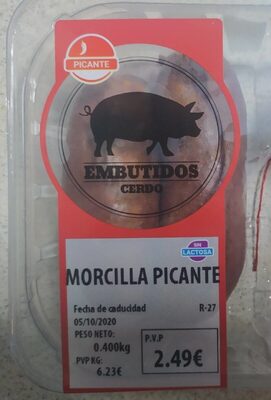 PICANTE
EMBUTIDOS
CERDO
SIN
LACTOSA
MORCILLA PICANTE
Fecha de caducidad R-27
05/10/2020
PESO NETO:
0.400kg
PVP KG:
6.23€
P.V.P
2.49€